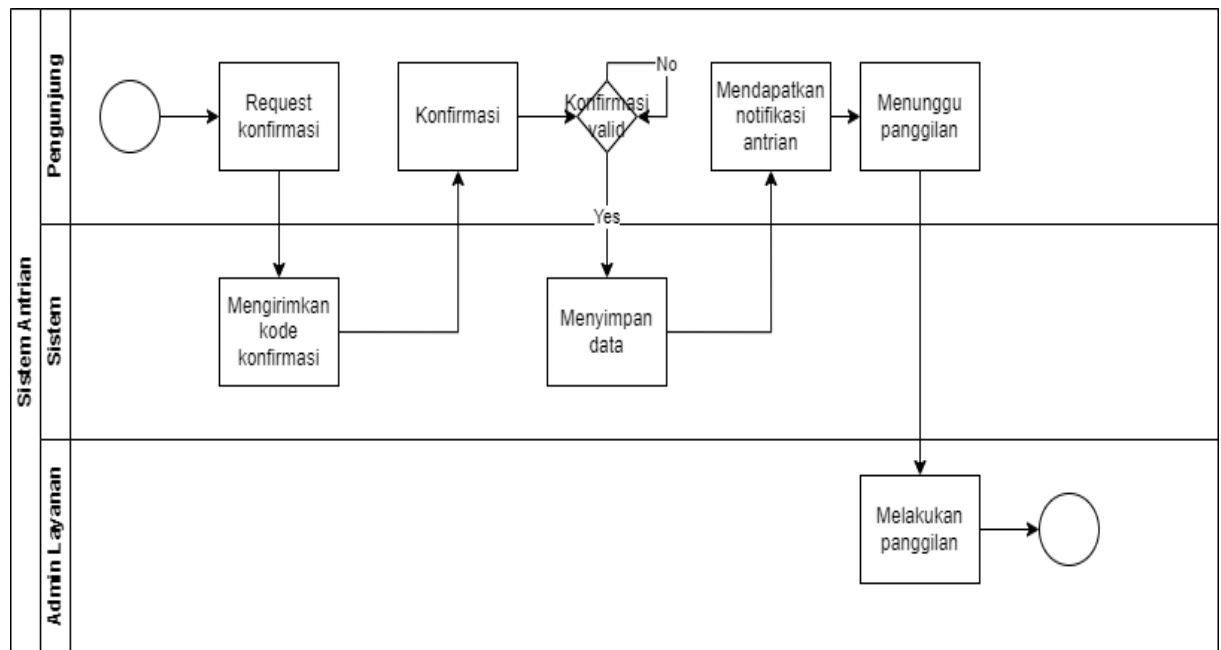 Sistem Antrian
Pengunjung
Request
konfirmasi
Konfirmasi
Konfirmasi
valid
No
Yes
Mendapatkan
notifikasi
antrian
Menunggu
panggilan
Sistem
Mengirimkan
kode
konfirmasi
Menyimpan
data
Admin Layanan
Melakukan
panggilan